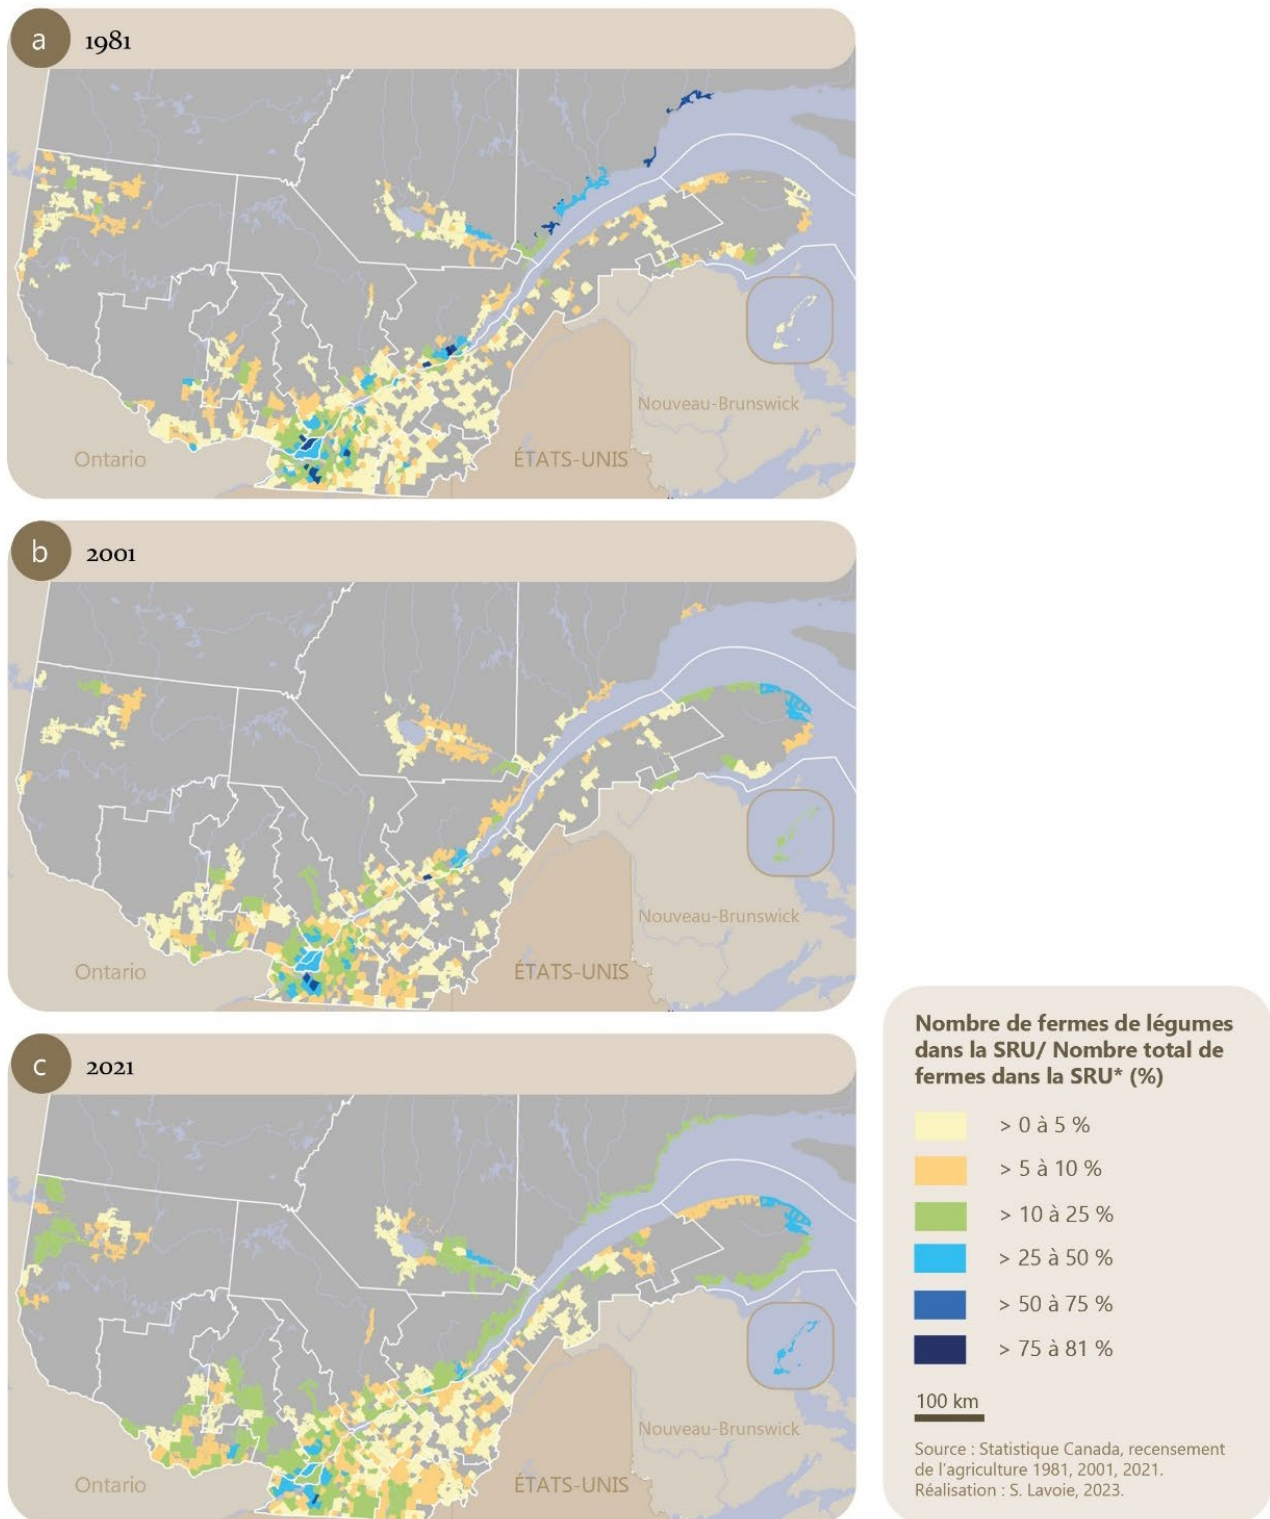 a
1981
Nouveau-Brunswick
Ontario
ÉTATS-UNIS
b
2001
Nouveau-Brunswick
Ontario
ÉTATS-UNIS
c
2021
Nouveau-Brunswick
Ontario
ÉTATS-UNIS
Nombre de fermes de légumes
dans la SRU/ Nombre total de
fermes dans la SRU* (%)
> 0 à 5 %
> 5 à 10 %
> 10 à 25 %
> 25 à 50 %
> 50 à 75 %
> 75 à 81 %
100 km
Source : Statistique Canada, recensement
de l'agriculture 1981, 2001, 2021.
Réalisation : S. Lavoie, 2023.